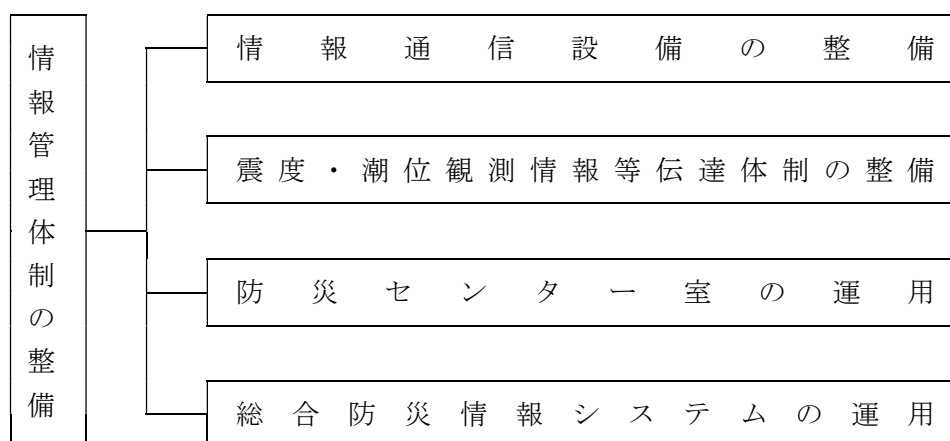 情報管理体制の整備
情報通信設備の整備
震度・潮位観測情報等伝達体制の整備
防災センター室の運用
総合防災情報システムの運用